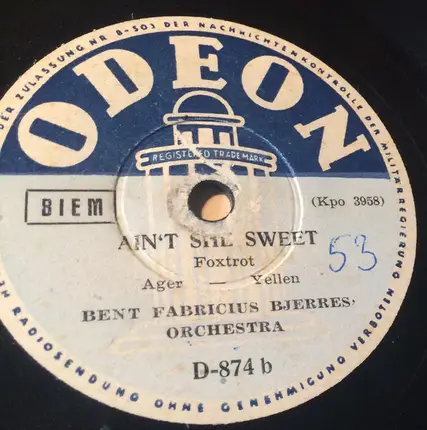 DER ZULASSUNG NR B-503 DER NACHRICHTENKONTROLLE DER MILITÄRREGIERUNG
ODEON
REGISTERED TRADEMARK
BIEM
(Kpo 3958)
AIN'T SHE SWEET
53
Foxtrot
Ager — Yellen
BENT FABRICIUS BJERRES'
ORCHESTRA
D-874 b
RADIOSENDUNG OHNE GENEHMIGUNG VERBOTEN